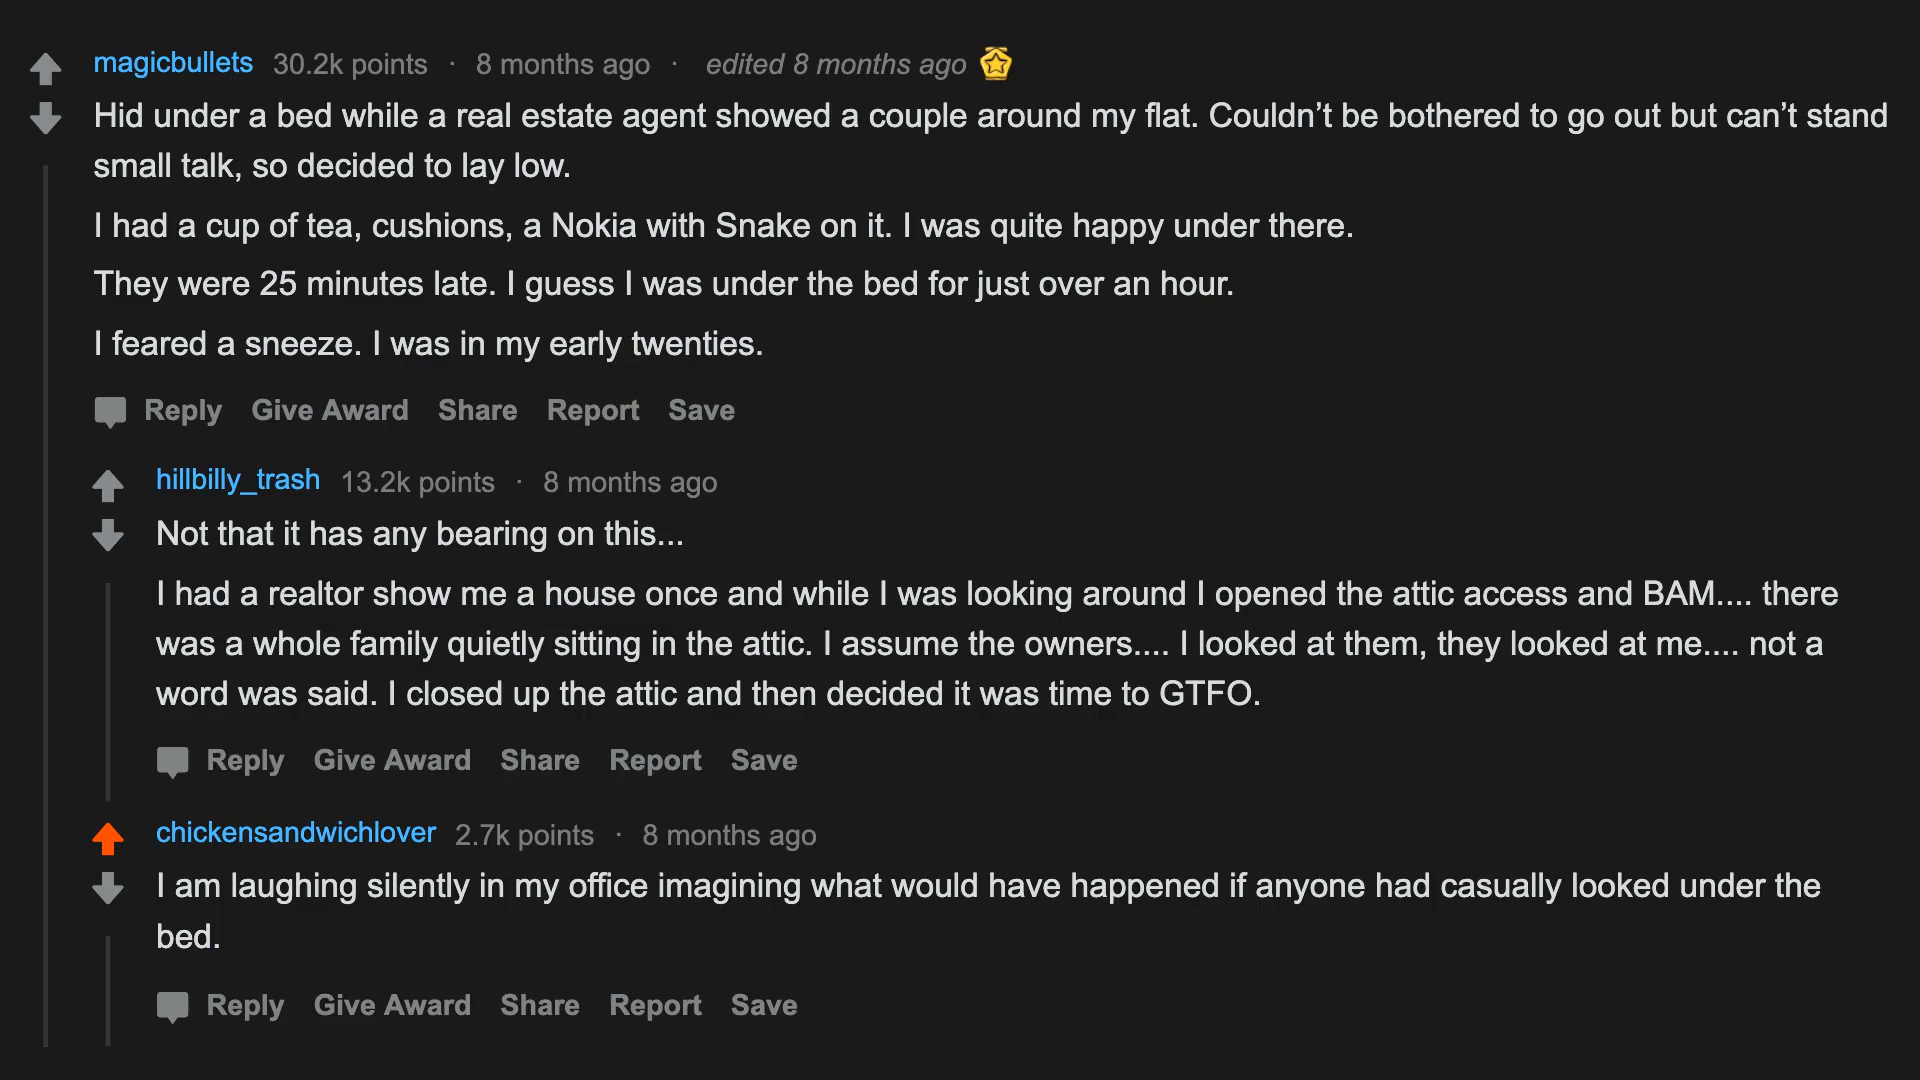 magicbullets 30.2k points · 8 months ago · edited 8 months ago
Hid under a bed while a real estate agent showed a couple around my flat. Couldn’t be bothered to go out but can’t stand
small talk, so decided to lay low.
I had a cup of tea, cushions, a Nokia with Snake on it. I was quite happy under there.
They were 25 minutes late. I guess I was under the bed for just over an hour.
I feared a sneeze. I was in my early twenties.
Reply Give Award Share Report Save
hillbilly_trash 13.2k points · 8 months ago
Not that it has any bearing on this...
I had a realtor show me a house once and while I was looking around I opened the attic access and BAM.... there
was a whole family quietly sitting in the attic. I assume the owners.... I looked at them, they looked at me.... not a
word was said. I closed up the attic and then decided it was time to GTFO.
Reply Give Award Share Report Save
chickensandwichlover 2.7k points · 8 months ago
I am laughing silently in my office imagining what would have happened if anyone had casually looked under the
bed.
Reply Give Award Share Report Save